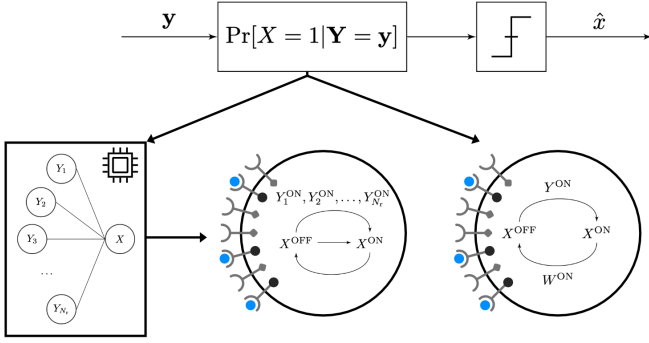 y
Pr[X = 1|Y = y]
x̂
Y₁
Y₂
Y₃
X
...
Y_{N_r}
Y₁^{ON}, Y₂^{ON}, . . . , Y_{N_r}^{ON}
X^{OFF}
X^{ON}
Y^{ON}
X^{OFF}
X^{ON}
W^{ON}